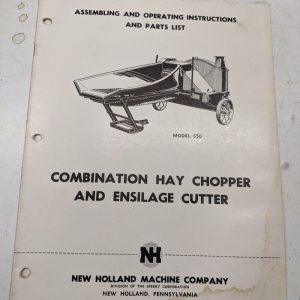 ASSEMBLING AND OPERATING INSTRUCTIONS
AND PARTS LIST
MODEL 550
COMBINATION HAY CHOPPER
AND ENSILAGE CUTTER
NH
NEW HOLLAND MACHINE COMPANY
DIVISION OF THE SPERRY CORPORATION
NEW HOLLAND, PENNSYLVANIA